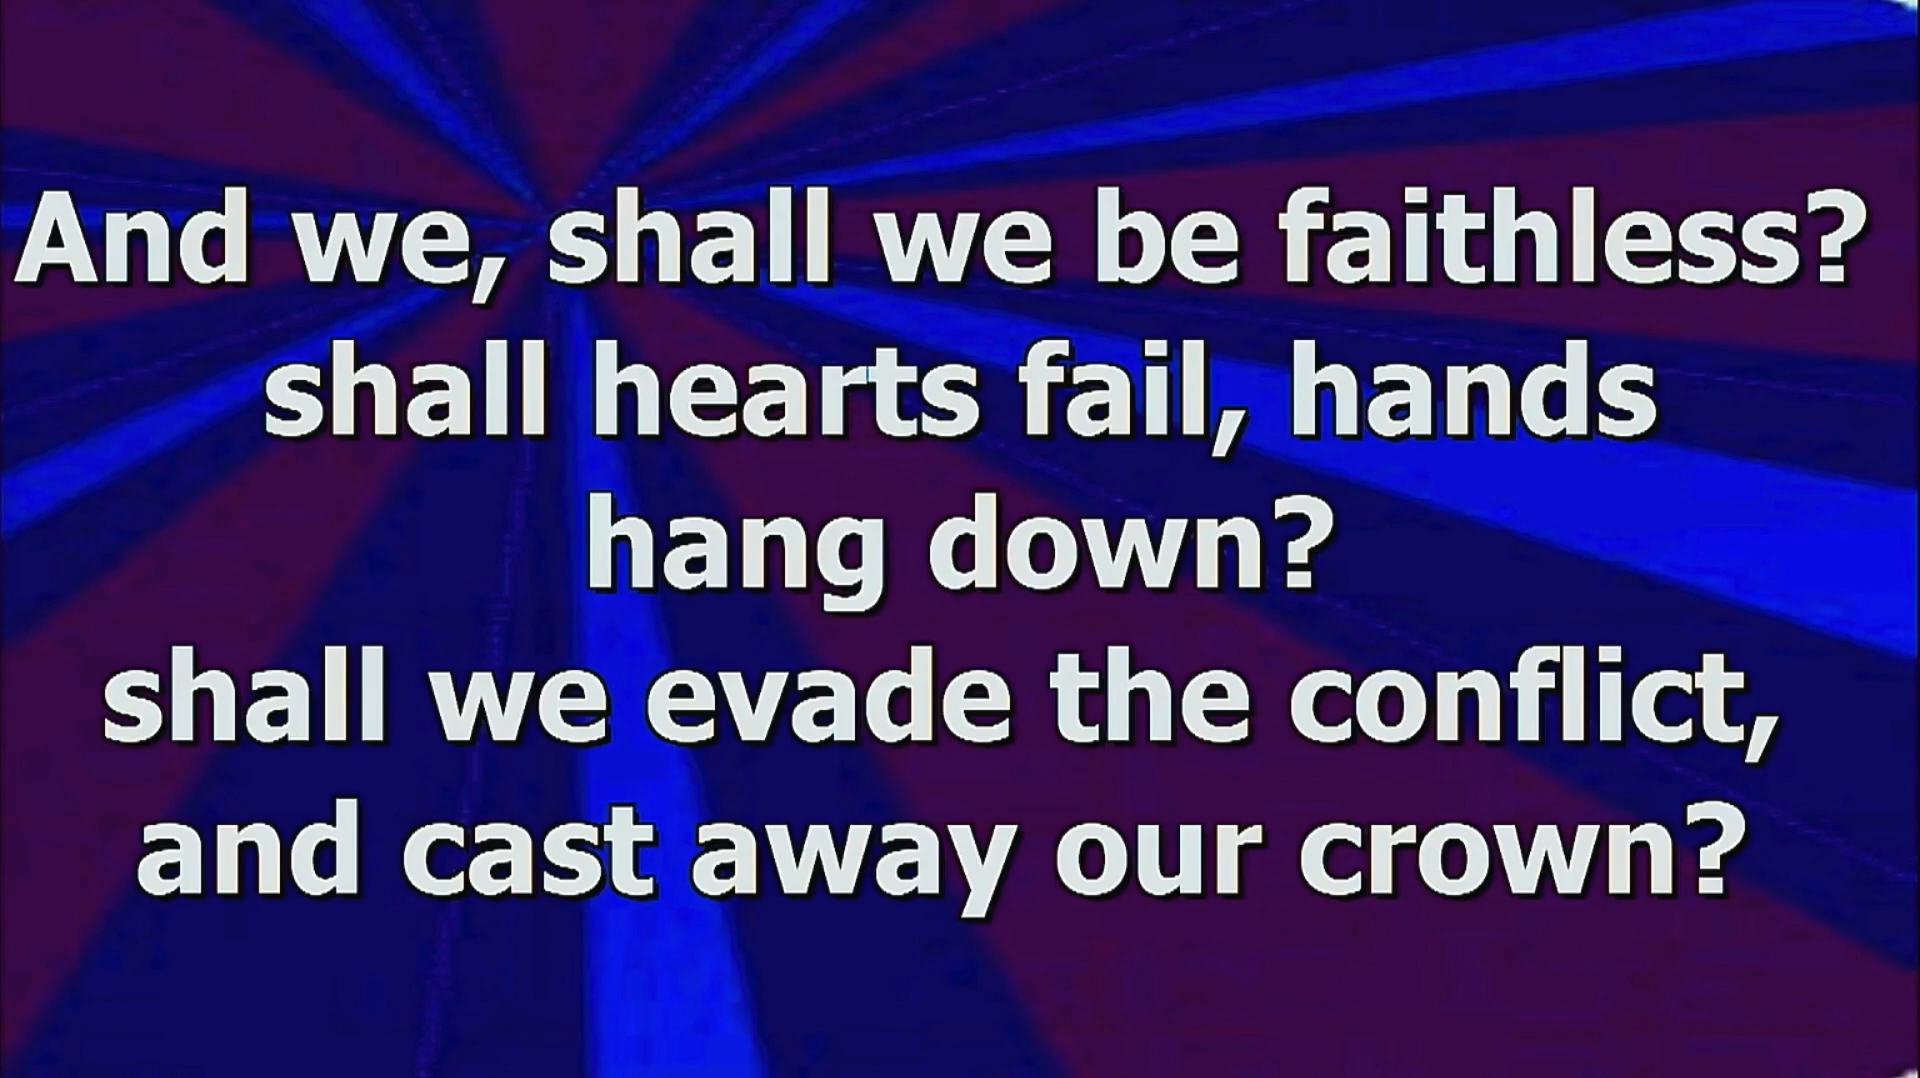 And we, shall we be faithless?
shall hearts fail, hands
hang down?
shall we evade the conflict,
and cast away our crown?